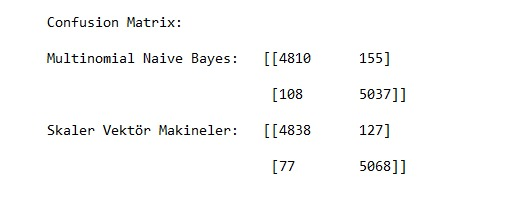 Confusion Matrix:
Multinomial Naive Bayes: [[4810 155]
[108 5037]]
Skaler Vektör Makineler: [[4838 127]
[77 5068]]